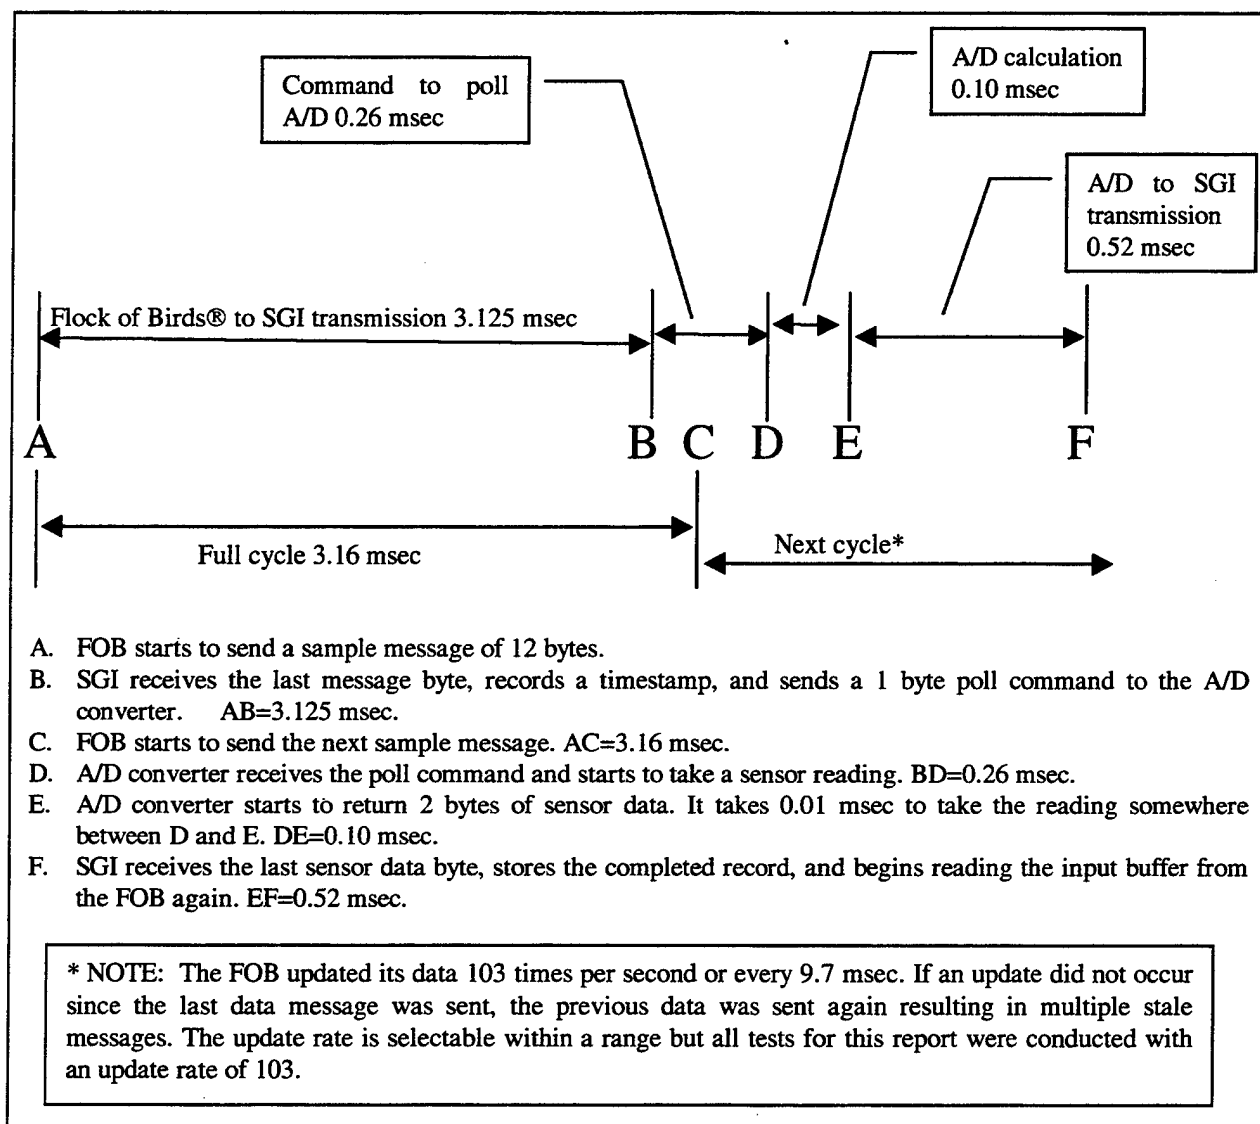 Command to poll
A/D 0.26 msec
A/D calculation
0.10 msec
A/D to SGI
transmission
0.52 msec
Flock of Birds® to SGI transmission 3.125 msec
A B C D E F
Full cycle 3.16 msec
Next cycle*
A. FOB starts to send a sample message of 12 bytes.
B. SGI receives the last message byte, records a timestamp, and sends a 1 byte poll command to the A/D
converter. AB=3.125 msec.
C. FOB starts to send the next sample message. AC=3.16 msec.
D. A/D converter receives the poll command and starts to take a sensor reading. BD=0.26 msec.
E. A/D converter starts to return 2 bytes of sensor data. It takes 0.01 msec to take the reading somewhere
between D and E. DE=0.10 msec.
F. SGI receives the last sensor data byte, stores the completed record, and begins reading the input buffer from
the FOB again. EF=0.52 msec.
* NOTE: The FOB updated its data 103 times per second or every 9.7 msec. If an update did not occur
since the last data message was sent, the previous data was sent again resulting in multiple stale
messages. The update rate is selectable within a range but all tests for this report were conducted with
an update rate of 103.